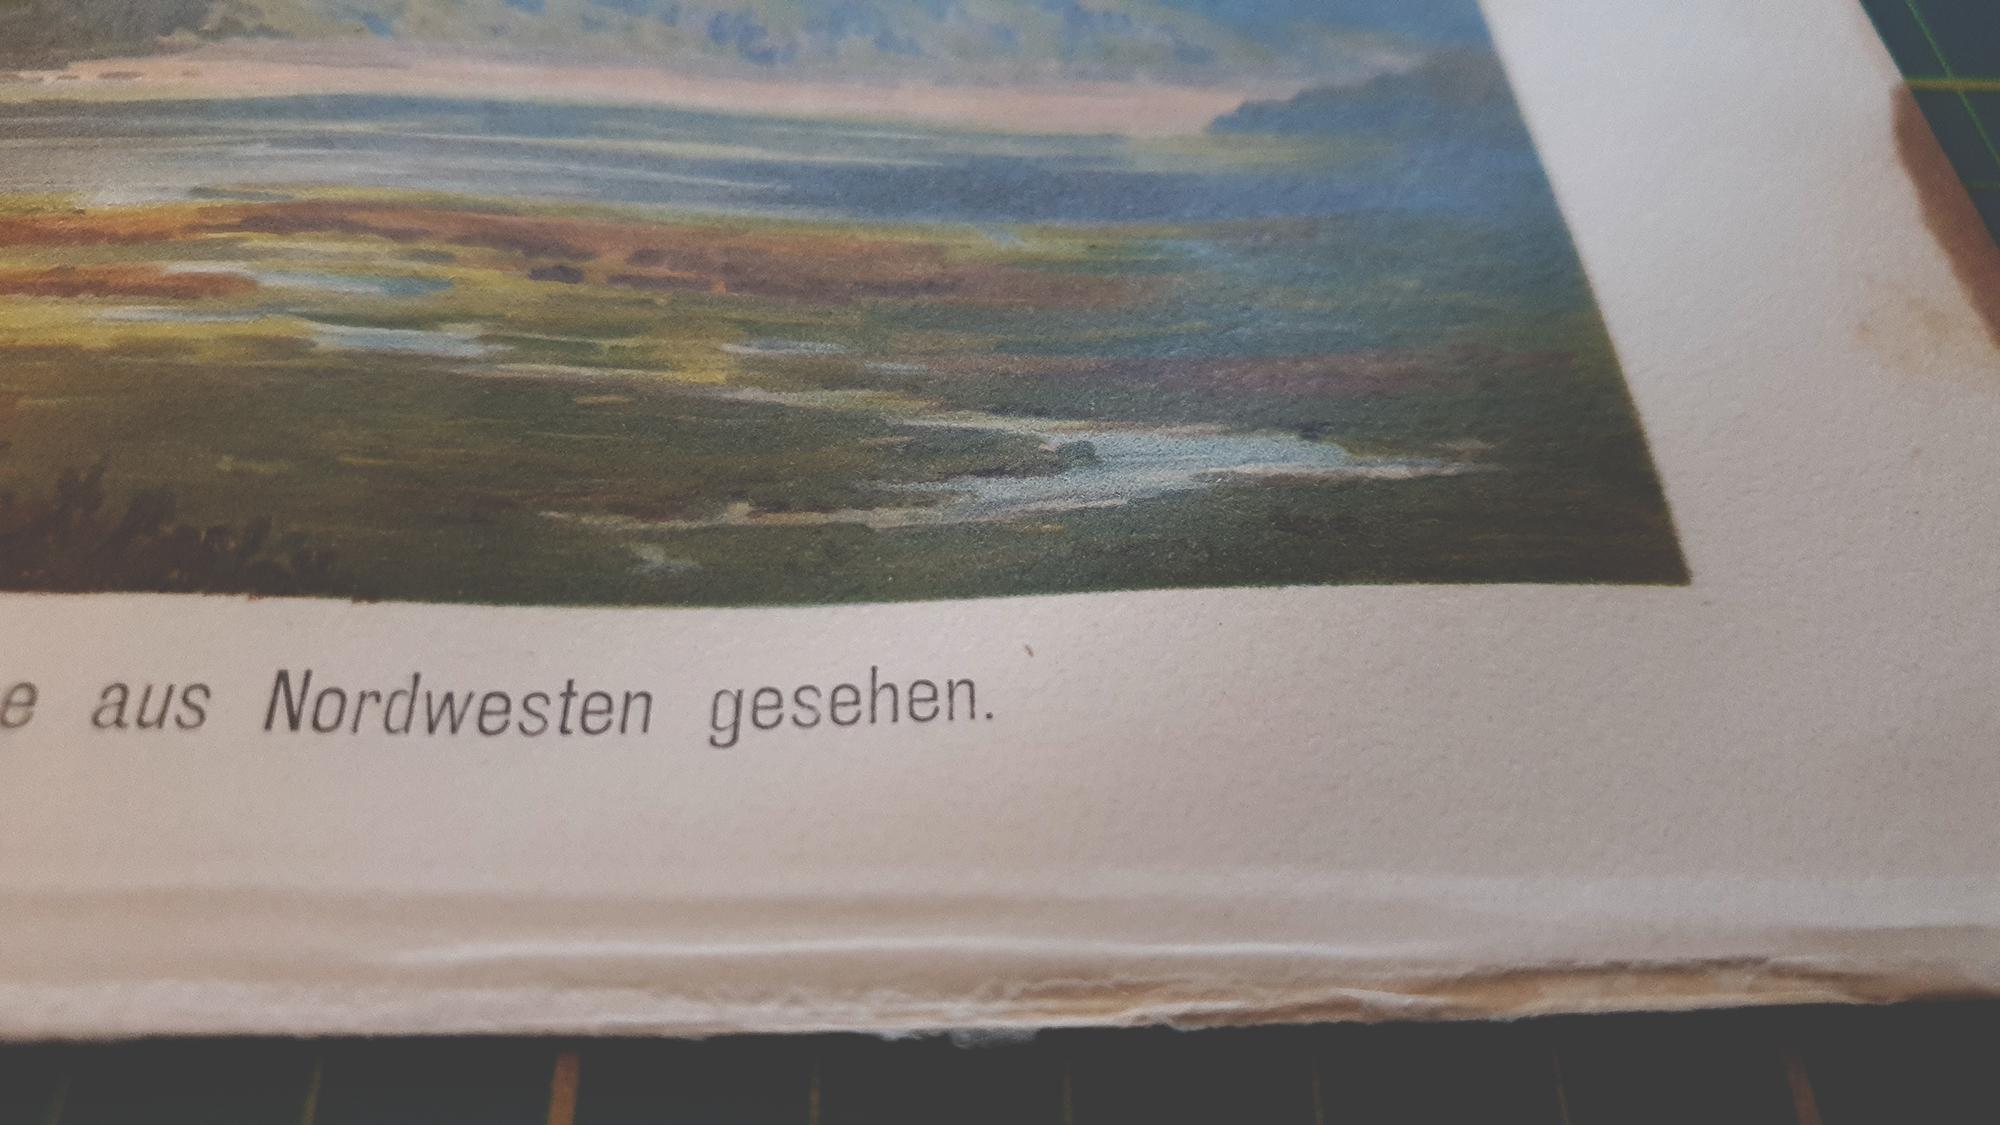 e aus Nordwesten gesehen.